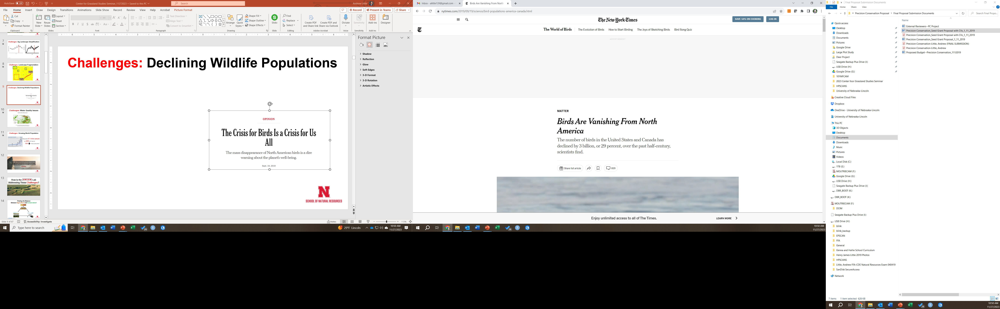 AutoSave Off
Center for Grassland Studies Seminar_11272023 • Saved to this PC
Search
Andrew Little
File Home Insert Draw Design Transitions Animations Slide Show Record Review View Help Acrobat Picture Format
Record Present in Teams Share
Paste
Cut
Copy
Format Painter
Clipboard
New Slide
Reuse Slides
Layout
Reset
Section
Slides
Font
Text Direction
Align Text
Convert to SmartArt
Paragraph
Arrange
Quick Styles
Shape Fill
Shape Outline
Shape Effects
Drawing
Slido
Slido
Find
Replace
Select
Editing
Create PDF and Share link
Create PDF and Share via Outlook
Adobe Acrobat
Dictate
Voice
Sensitivity
Sensitivity
Add-ins
Add-ins
Designer
7
Challenges: Ag Landscape Simplification
8
Challenges: Landscape Fragmentation
9
Challenges: Declining Wildlife Populations
10
Challenges: Water Quality Issues
11
Challenges: Growing World Population
12
13
How is the AWESM Lab
Addressing These Challenges?
14
Finding the Balance
Between Agriculture and Conservation?
Challenges: Declining Wildlife Populations
OPINION
The Crisis for Birds Is a Crisis for Us
All
The mass disappearance of North American birds is a dire
warning about the planet's well-being.
Sept. 19, 2019
N
SCHOOL OF NATURAL RESOURCES
Format Picture
Shadow
Reflection
Glow
Soft Edges
3-D Format
3-D Rotation
Artistic Effects
Slide 9 of 67
Accessibility: Investigate
Notes
113%
Type here to search
26
29°F Lincoln
10:50 AM
11/27/2023
Inbox - alittle139@gmail.com -
Birds Are Vanishing From North
nytimes.com/2019/09/19/science/bird-populations-america-canada.html
The New York Times
SAVE 50% ON COOKING
LOG IN
The World of Birds
The Evolution of Birds
How to Start Birding
The Joys of Sketching Birds
Bird Song Quiz
ADVERTISEMENT
MATTER
Birds Are Vanishing From North
America
The number of birds in the United States and Canada has
declined by 3 billion, or 29 percent, over the past half-century,
scientists find.
Share full article
829
Enjoy unlimited access to all of The Times.
LEARN MORE
26
10:50 AM
11/27/2023
Final Proposal Submission Documents
File Home Share View
« Precision Conservation Proposal > Final Proposal Submission Documents
Search Final Propo...
Quick access
Desktop
Downloads
Documents
Pictures
Google Drive
Large Plot Study
Deer Project
Seagate Backup Plus Drive (I:)
USB Drive (H:)
Google Drive (G:)
101MFCAM
2023 Center foor Grassland Studies Seminar
HPSCANS
University of Nebraska-Lincoln
Creative Cloud Files
Dropbox
OneDrive - University of Nebraska-Lincoln
University of Nebraska-Lincoln
This PC
3D Objects
Desktop
Documents
Downloads
Music
Pictures
Videos
Local Disk (C:)
1TB (E:)
MOUTRIECAM (F:)
Google Drive (G:)
USB Drive (H:)
Seagate Backup Plus Drive (I:)
DBR_BOOT (K:)
DBR_BOOT (K:)
MOUTRIECAM (F:)
DCIM
Seagate Backup Plus Drive (I:)
USB Drive (H:)
blink
blink_backup
EPSCAN
FFA
General
Genna and Hallie School Curriculum
Henry James Little 2019 Photos
HPSCANS
Little, Andrew FFA-CDE Natural Resources Exam 040419
SanDisk SecureAccess
Network
Name
External Reviewers--PC Project
Precision Conservation_Seed Grant Proposal with CVs_1_11_2019
Precision Conservation_Seed Grant Proposal with CVs_1_11_2019
Precision Conservation_Seed Grant Proposal_1_11_2019
Precision Conservation-Little, Andrew (FINAL SUBMISSION)
Precision Conservation-Little, Andrew
Proposed Budget--Precision Conservation_1112019
7 items 1 item selected 628 KB
26
10:50 AM
11/27/2023